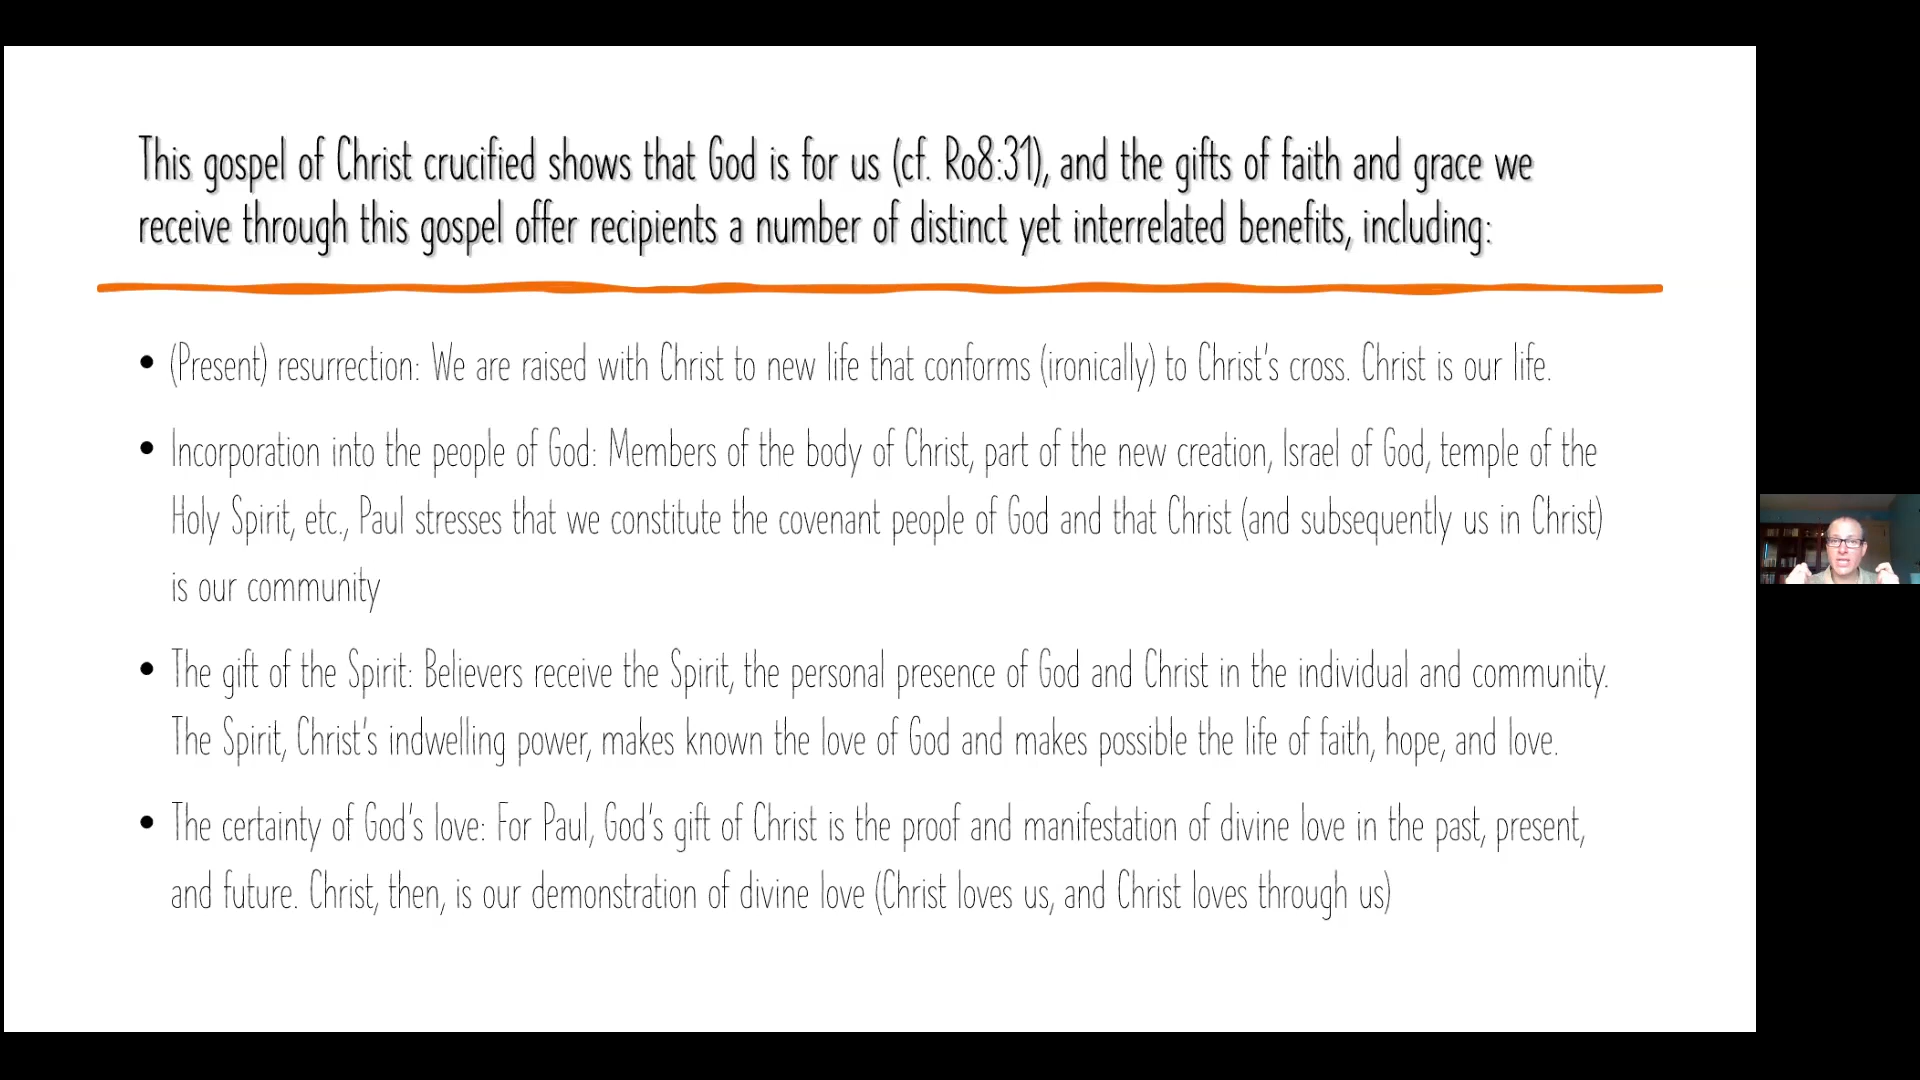 This gospel of Christ crucified shows that God is for us (cf. Ro8:31), and the gifts of faith and grace we
receive through this gospel offer recipients a number of distinct yet interrelated benefits, including:
• (Present) resurrection: We are raised with Christ to new life that conforms (ironically) to Christ's cross. Christ is our life.
• Incorporation into the people of God: Members of the body of Christ, part of the new creation, Israel of God, temple of the
Holy Spirit, etc., Paul stresses that we constitute the covenant people of God and that Christ (and subsequently us in Christ)
is our community
• The gift of the Spirit: Believers receive the Spirit, the personal presence of God and Christ in the individual and community.
The Spirit, Christ's indwelling power, makes known the love of God and makes possible the life of faith, hope, and love.
• The certainty of God's love: For Paul, God's gift of Christ is the proof and manifestation of divine love in the past, present,
and future. Christ, then, is our demonstration of divine love (Christ loves us, and Christ loves through us)